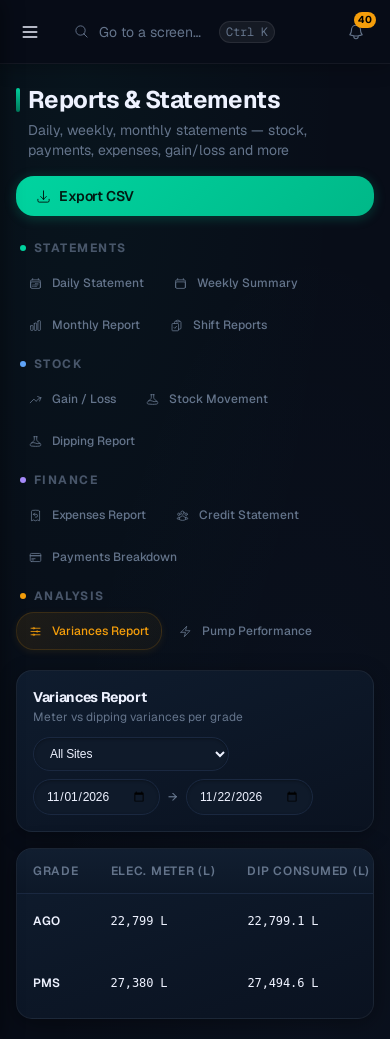 Go to a screen... Ctrl K
40
Reports & Statements
Daily, weekly, monthly statements — stock,
payments, expenses, gain/loss and more
Export CSV
STATEMENTS
Daily Statement Weekly Summary
Monthly Report Shift Reports
STOCK
Gain / Loss Stock Movement
Dipping Report
FINANCE
Expenses Report Credit Statement
Payments Breakdown
ANALYSIS
Variances Report Pump Performance
Variances Report
Meter vs dipping variances per grade
All Sites
11/01/2026 → 11/22/2026
GRADE ELEC. METER (L) DIP CONSUMED (L)
AGO 22,799 L 22,799.1 L
PMS 27,380 L 27,494.6 L